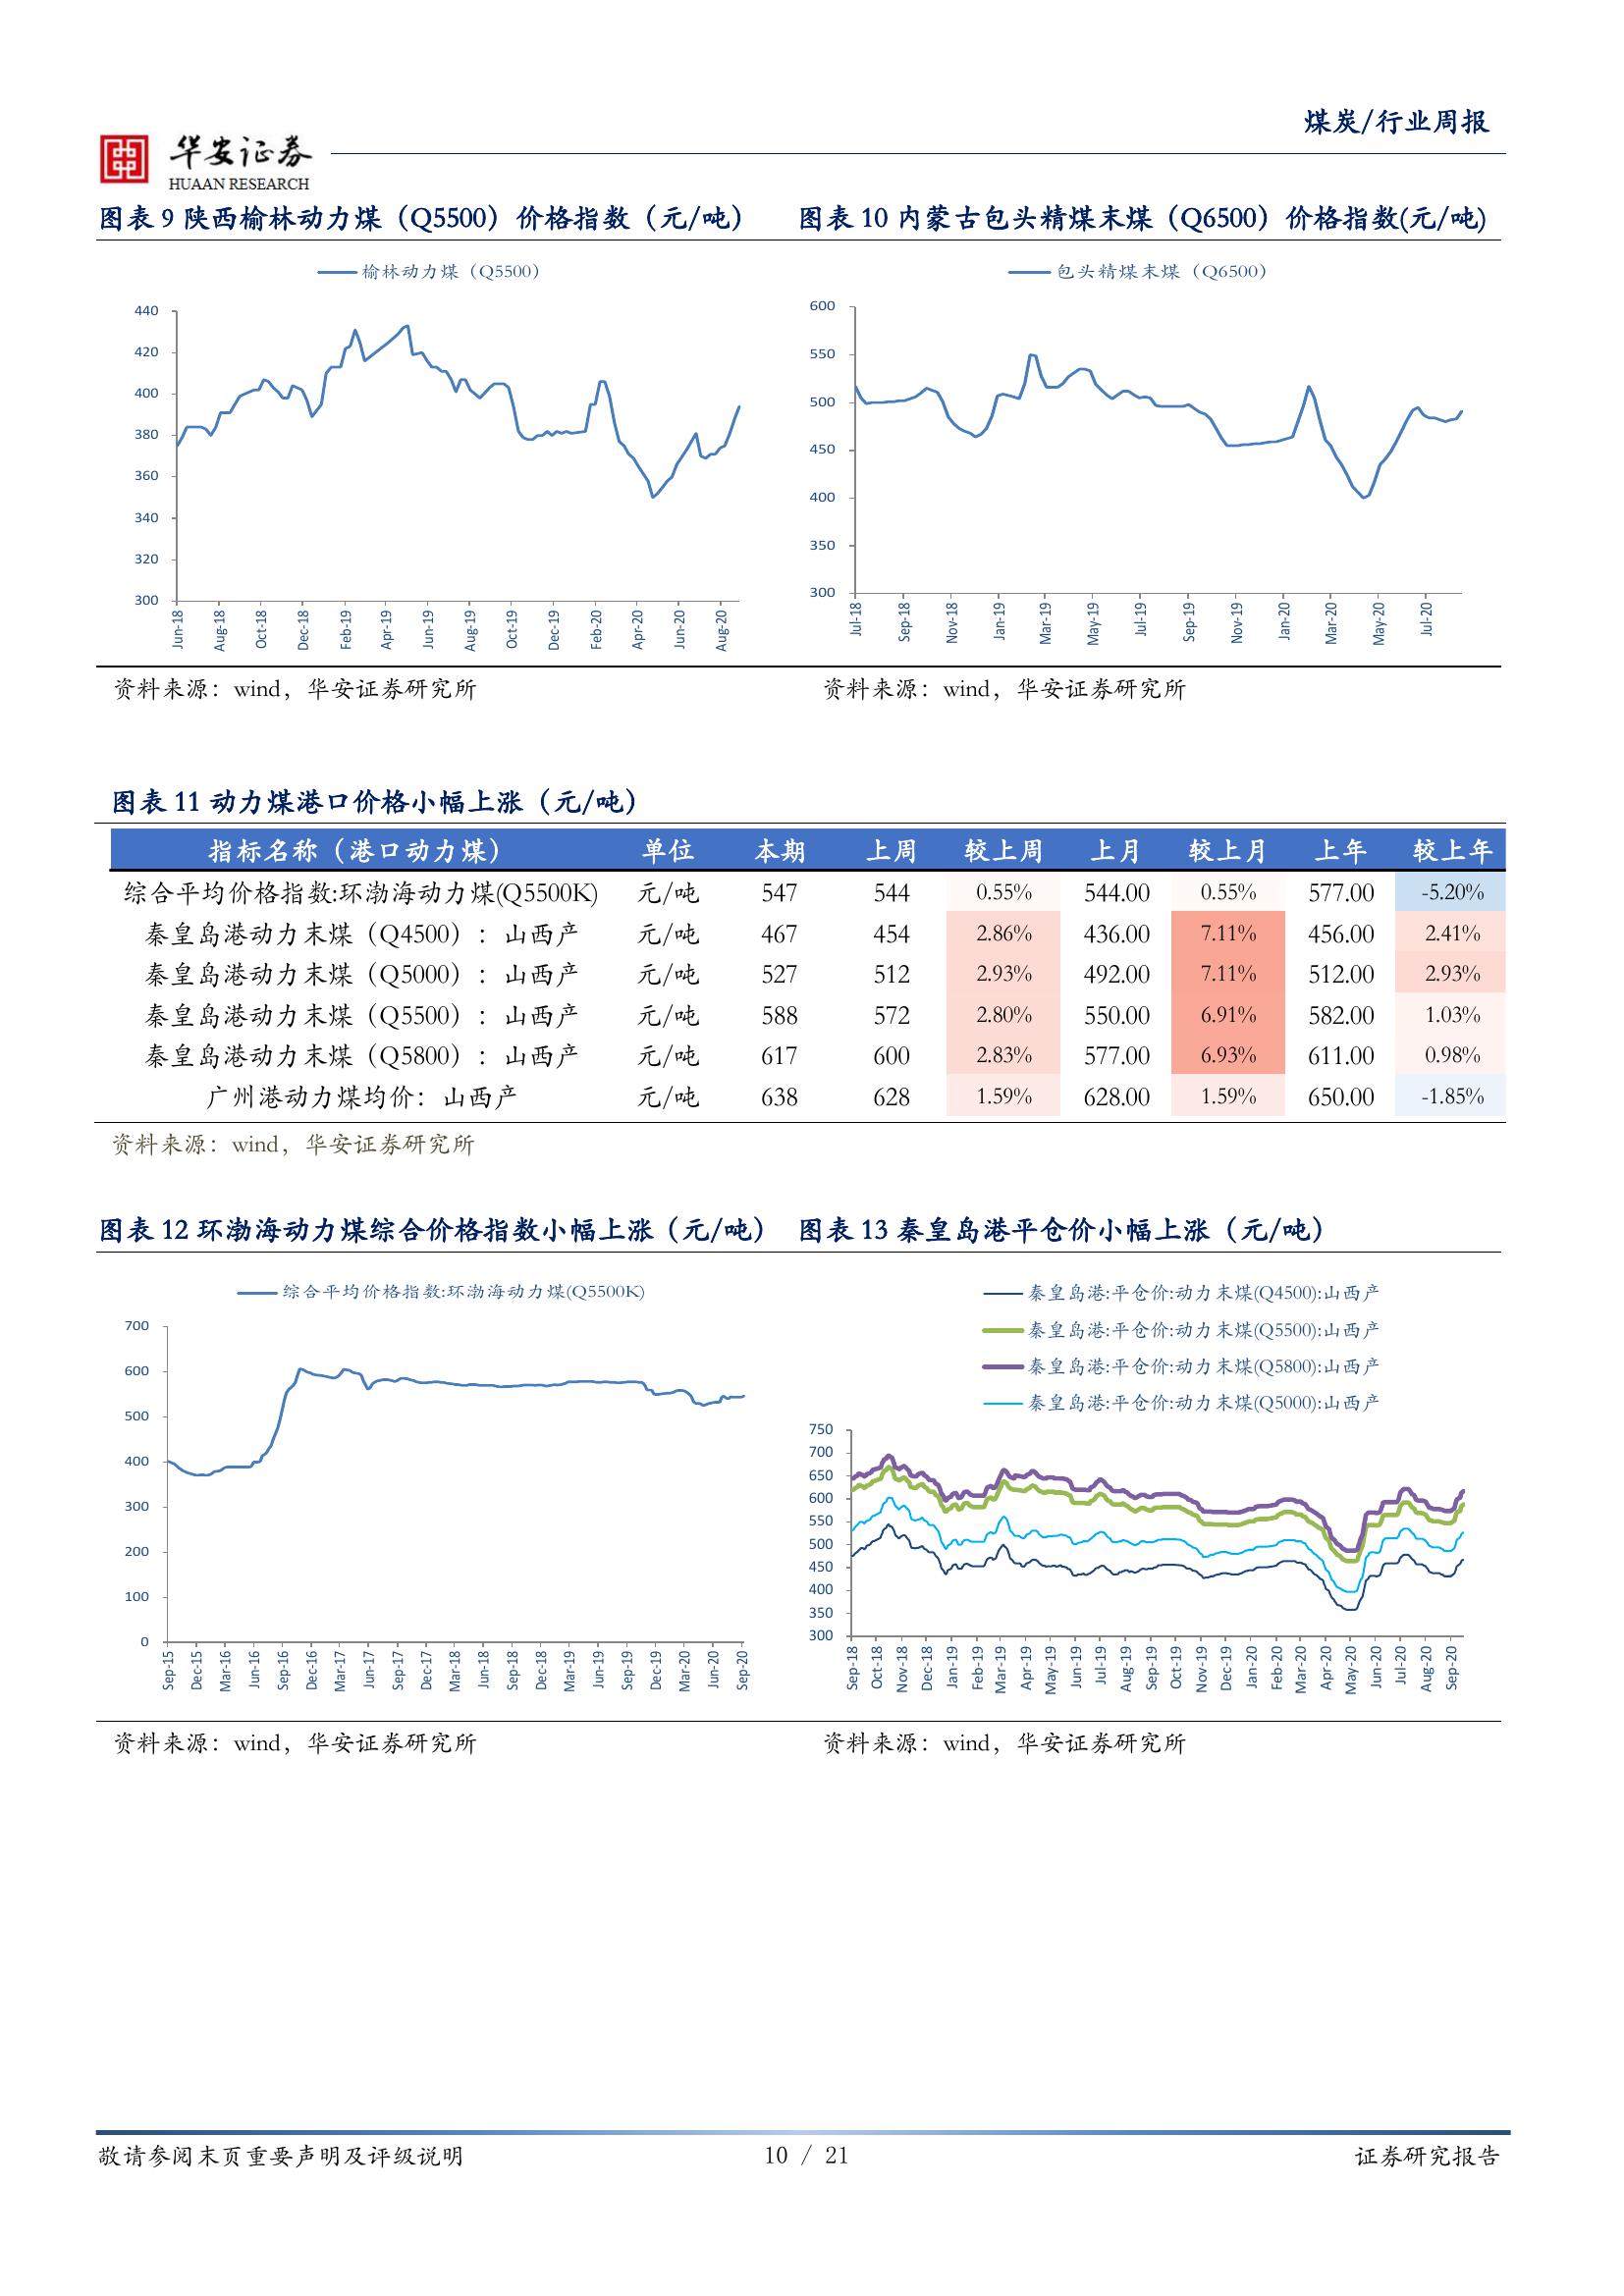 煤炭/行业周报
华安证券
HUAAN RESEARCH
图表 9 陕西榆林动力煤（Q5500）价格指数（元/吨）
榆林动力煤（Q5500）
440
420
400
380
360
340
320
300
Jun-18 Aug-18 Oct-18 Dec-18 Feb-19 Apr-19 Jun-19 Aug-19 Oct-19 Dec-19 Feb-20 Apr-20 Jun-20 Aug-20
资料来源：wind，华安证券研究所
图表 10 内蒙古包头精煤末煤（Q6500）价格指数(元/吨)
包头精煤末煤（Q6500）
600
550
500
450
400
350
300
Jul-18 Sep-18 Nov-18 Jan-19 Mar-19 May-19 Jul-19 Sep-19 Nov-19 Jan-20 Mar-20 May-20 Jul-20
资料来源：wind，华安证券研究所
图表 11 动力煤港口价格小幅上涨（元/吨）
指标名称（港口动力煤） 单位 本期 上周 较上周 上月 较上月 上年 较上年
综合平均价格指数:环渤海动力煤(Q5500K) 元/吨 547 544 0.55% 544.00 0.55% 577.00 -5.20%
秦皇岛港动力末煤（Q4500）：山西产 元/吨 467 454 2.86% 436.00 7.11% 456.00 2.41%
秦皇岛港动力末煤（Q5000）：山西产 元/吨 527 512 2.93% 492.00 7.11% 512.00 2.93%
秦皇岛港动力末煤（Q5500）：山西产 元/吨 588 572 2.80% 550.00 6.91% 582.00 1.03%
秦皇岛港动力末煤（Q5800）：山西产 元/吨 617 600 2.83% 577.00 6.93% 611.00 0.98%
广州港动力煤均价：山西产 元/吨 638 628 1.59% 628.00 1.59% 650.00 -1.85%
资料来源：wind，华安证券研究所
图表 12 环渤海动力煤综合价格指数小幅上涨（元/吨）
综合平均价格指数:环渤海动力煤(Q5500K)
700
600
500
400
300
200
100
0
Sep-15 Dec-15 Mar-16 Jun-16 Sep-16 Dec-16 Mar-17 Jun-17 Sep-17 Dec-17 Mar-18 Jun-18 Sep-18 Dec-18 Mar-19 Jun-19 Sep-19 Dec-19 Mar-20 Jun-20 Sep-20
资料来源：wind，华安证券研究所
图表 13 秦皇岛港平仓价小幅上涨（元/吨）
秦皇岛港:平仓价:动力末煤(Q4500):山西产
秦皇岛港:平仓价:动力末煤(Q5500):山西产
秦皇岛港:平仓价:动力末煤(Q5800):山西产
秦皇岛港:平仓价:动力末煤(Q5000):山西产
750
700
650
600
550
500
450
400
350
300
Sep-18 Oct-18 Nov-18 Dec-18 Jan-19 Feb-19 Mar-19 Apr-19 May-19 Jun-19 Jul-19 Aug-19 Sep-19 Oct-19 Nov-19 Dec-19 Jan-20 Feb-20 Mar-20 Apr-20 May-20 Jun-20 Jul-20 Aug-20 Sep-20
资料来源：wind，华安证券研究所
敬请参阅末页重要声明及评级说明 10 / 21 证券研究报告